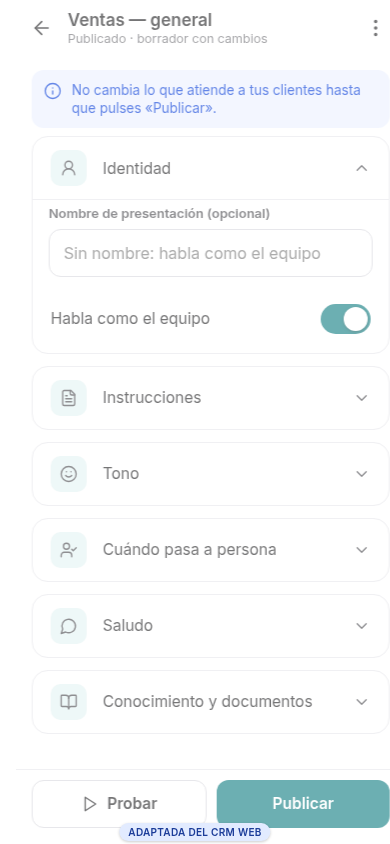 Ventas — general
Publicado · borrador con cambios
No cambia lo que atiende a tus clientes hasta
que pulses «Publicar».
Identidad
Nombre de presentación (opcional)
Sin nombre: habla como el equipo
Habla como el equipo
Instrucciones
Tono
Cuándo pasa a persona
Saludo
Conocimiento y documentos
Probar
Publicar
ADAPTADA DEL CRM WEB